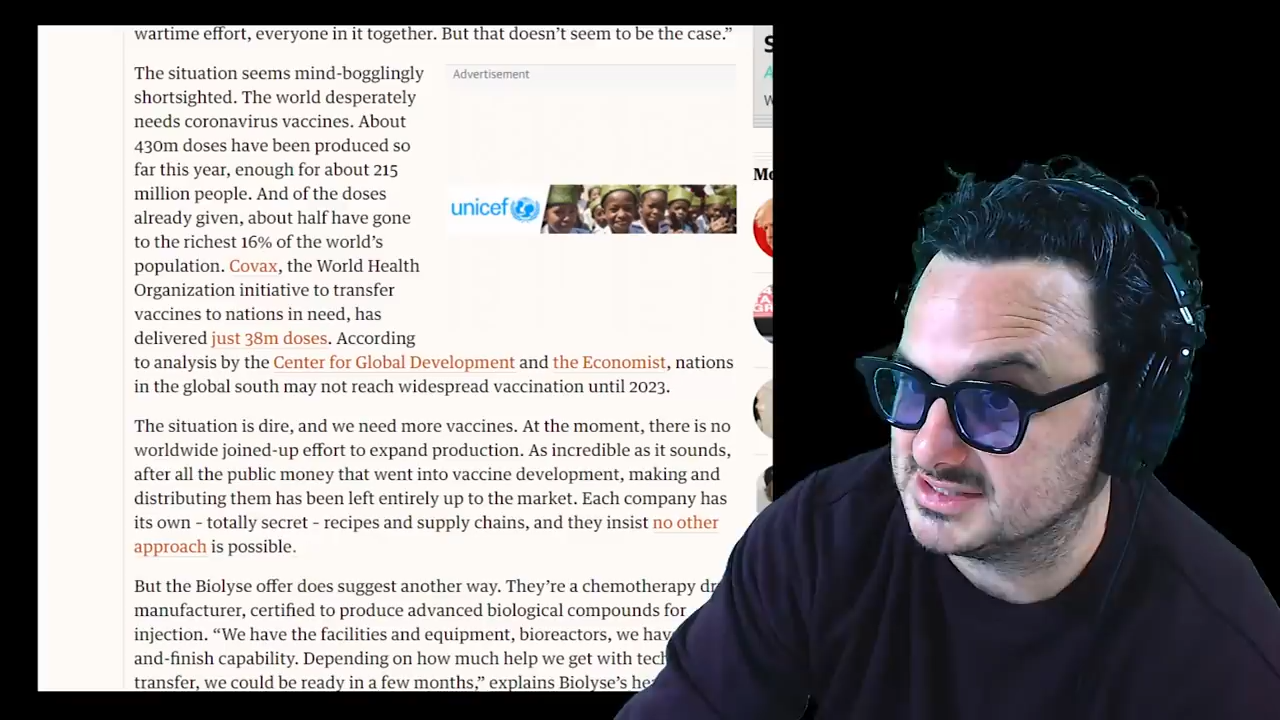 wartime effort, everyone in it together. But that doesn’t seem to be the case.”
The situation seems mind-bogglingly
shortsighted. The world desperately
needs coronavirus vaccines. About
430m doses have been produced so
far this year, enough for about 215
million people. And of the doses
already given, about half have gone
to the richest 16% of the world’s
population. Covax, the World Health
Organization initiative to transfer
vaccines to nations in need, has
delivered just 38m doses. According
to analysis by the Center for Global Development and the Economist, nations
in the global south may not reach widespread vaccination until 2023.
Advertisement
unicef
The situation is dire, and we need more vaccines. At the moment, there is no
worldwide joined-up effort to expand production. As incredible as it sounds,
after all the public money that went into vaccine development, making and
distributing them has been left entirely up to the market. Each company has
its own – totally secret – recipes and supply chains, and they insist no other
approach is possible.
But the Biolyse offer does suggest another way. They’re a chemotherapy
manufacturer, certified to produce advanced biological compounds for
injection. “We have the facilities and equipment, bioreactors, we
and-finish capability. Depending on how much help we get with
transfer, we could be ready in a few months,” explains Biolyse’s